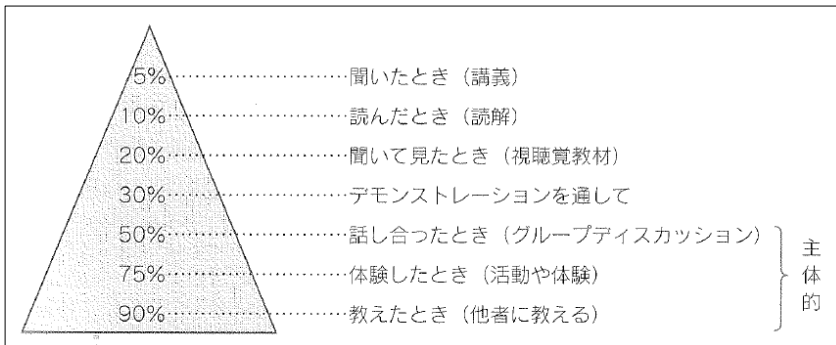 5%……聞いたとき（講義）
10%……読んだとき（読解）
20%……聞いて見たとき（視聴覚教材）
30%……デモンストレーションを通して
50%……話し合ったとき（グループディスカッション）
75%……体験したとき（活動や体験）
90%……教えたとき（他者に教える）
主体的